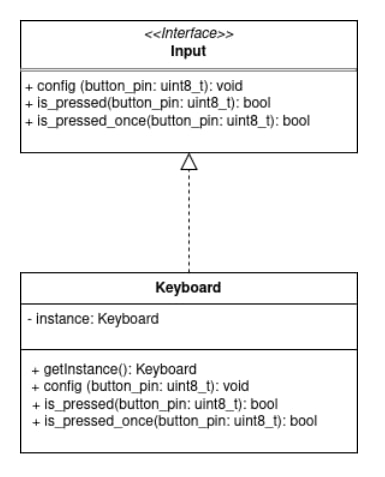 <<Interface>>
Input
+ config (button_pin: uint8_t): void
+ is_pressed(button_pin: uint8_t): bool
+ is_pressed_once(button_pin: uint8_t): bool
Keyboard
- instance: Keyboard
+ getInstance(): Keyboard
+ config (button_pin: uint8_t): void
+ is_pressed(button_pin: uint8_t): bool
+ is_pressed_once(button_pin: uint8_t): bool